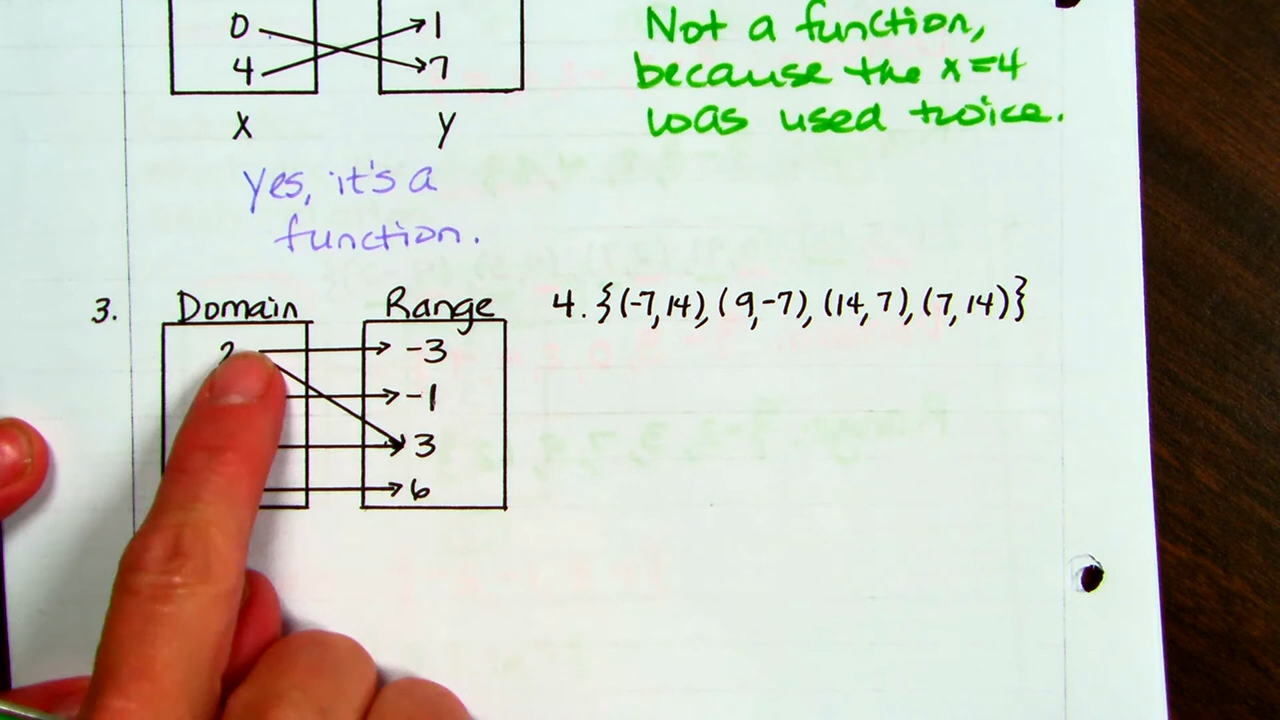 0 1
4 7
x y
yes, it's a
function.
Not a function,
because the x=4
was used twice.
3. Domain Range
-3
-1
3
6
4. {(-7,14), (9,-7), (14,7), (7,14)}